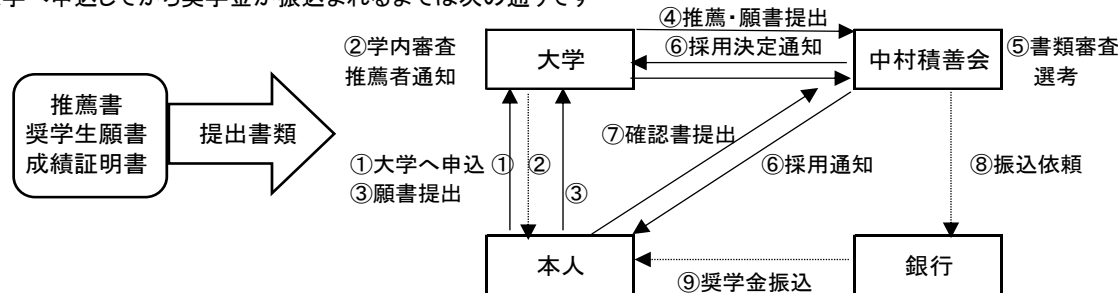 学へ申込してから奨学金が振込まれるまでは次の通りです
④推薦・願書提出
②学内審査
推薦者通知
大学
⑥採用決定通知
中村積善会
⑤書類審査
選考
推薦書
奨学生願書
成績証明書
提出書類
⑦確認書提出
①大学へ申込
①
②
⑥採用通知
⑧振込依頼
③願書提出
③
本人
銀行
⑨奨学金振込